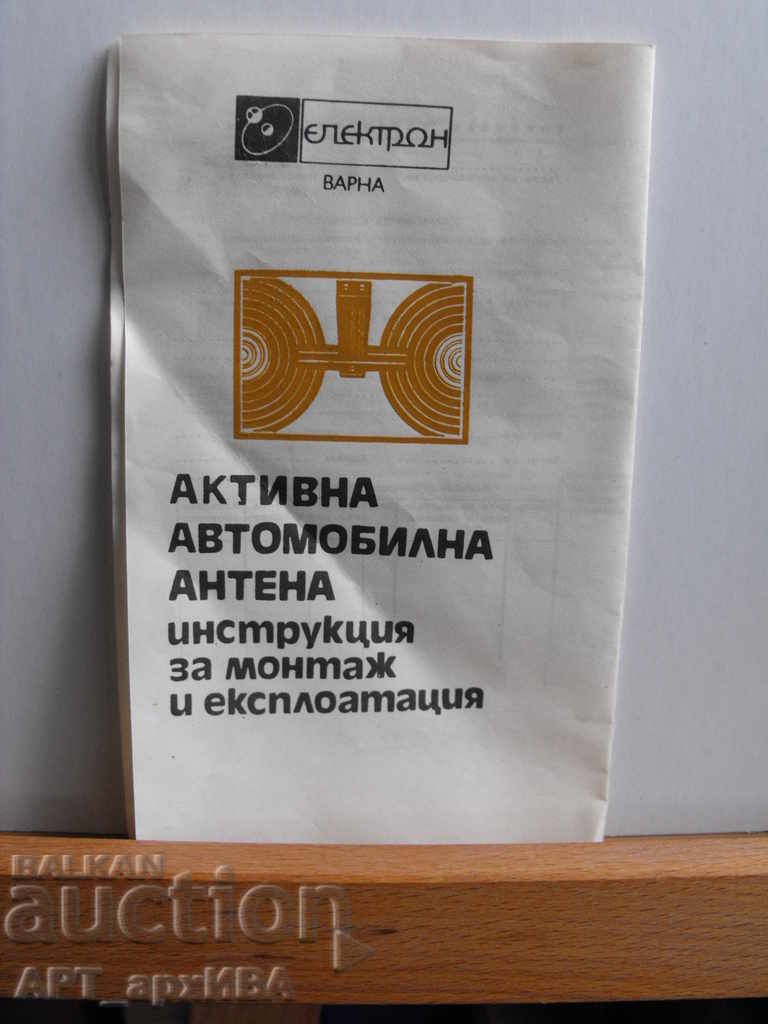 ЕЛЕКТРОН
ВАРНА
АКТИВНА
АВТОМОБИЛНА
АНТЕНА
инструкция
за монтаж
и експлоатация
BALKAN
auction
АРТ_архИВА